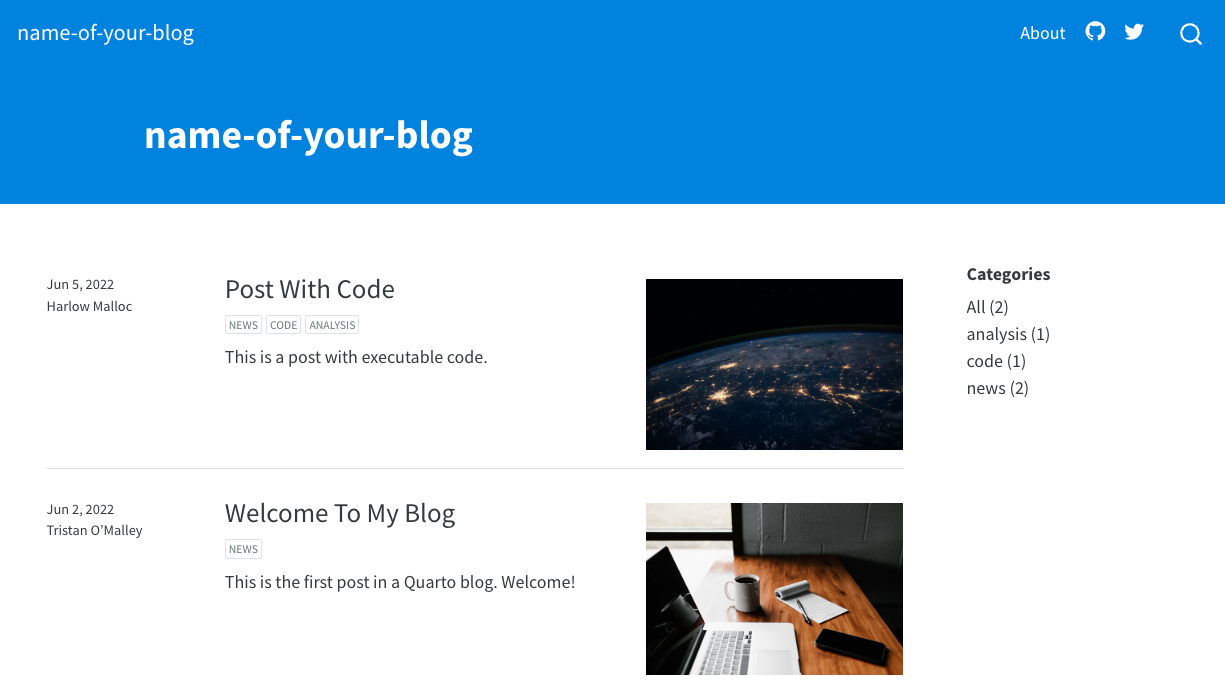 name-of-your-blog
About
name-of-your-blog
Jun 5, 2022
Harlow Malloc
Post With Code
NEWS CODE ANALYSIS
This is a post with executable code.
Categories
All (2)
analysis (1)
code (1)
news (2)
Jun 2, 2022
Tristan O’Malley
Welcome To My Blog
NEWS
This is the first post in a Quarto blog. Welcome!